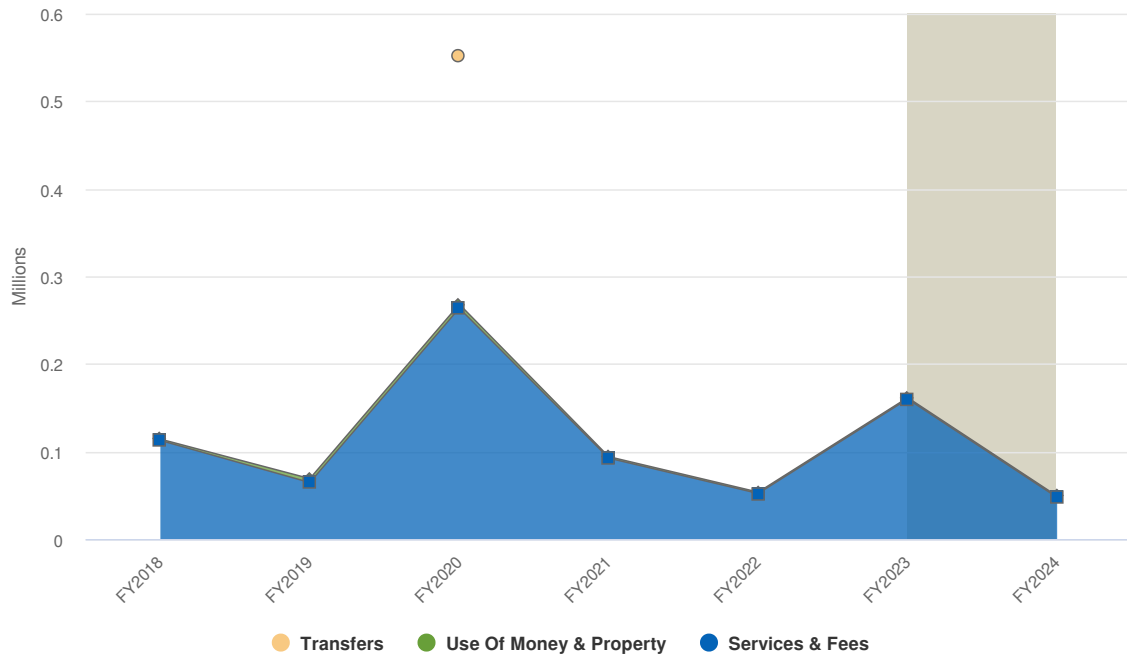 0.6
0.5
0.4
0.3
0.2
0.1
0
Millions
FY2018
FY2019
FY2020
FY2021
FY2022
FY2023
FY2024
Transfers Use Of Money & Property Services & Fees